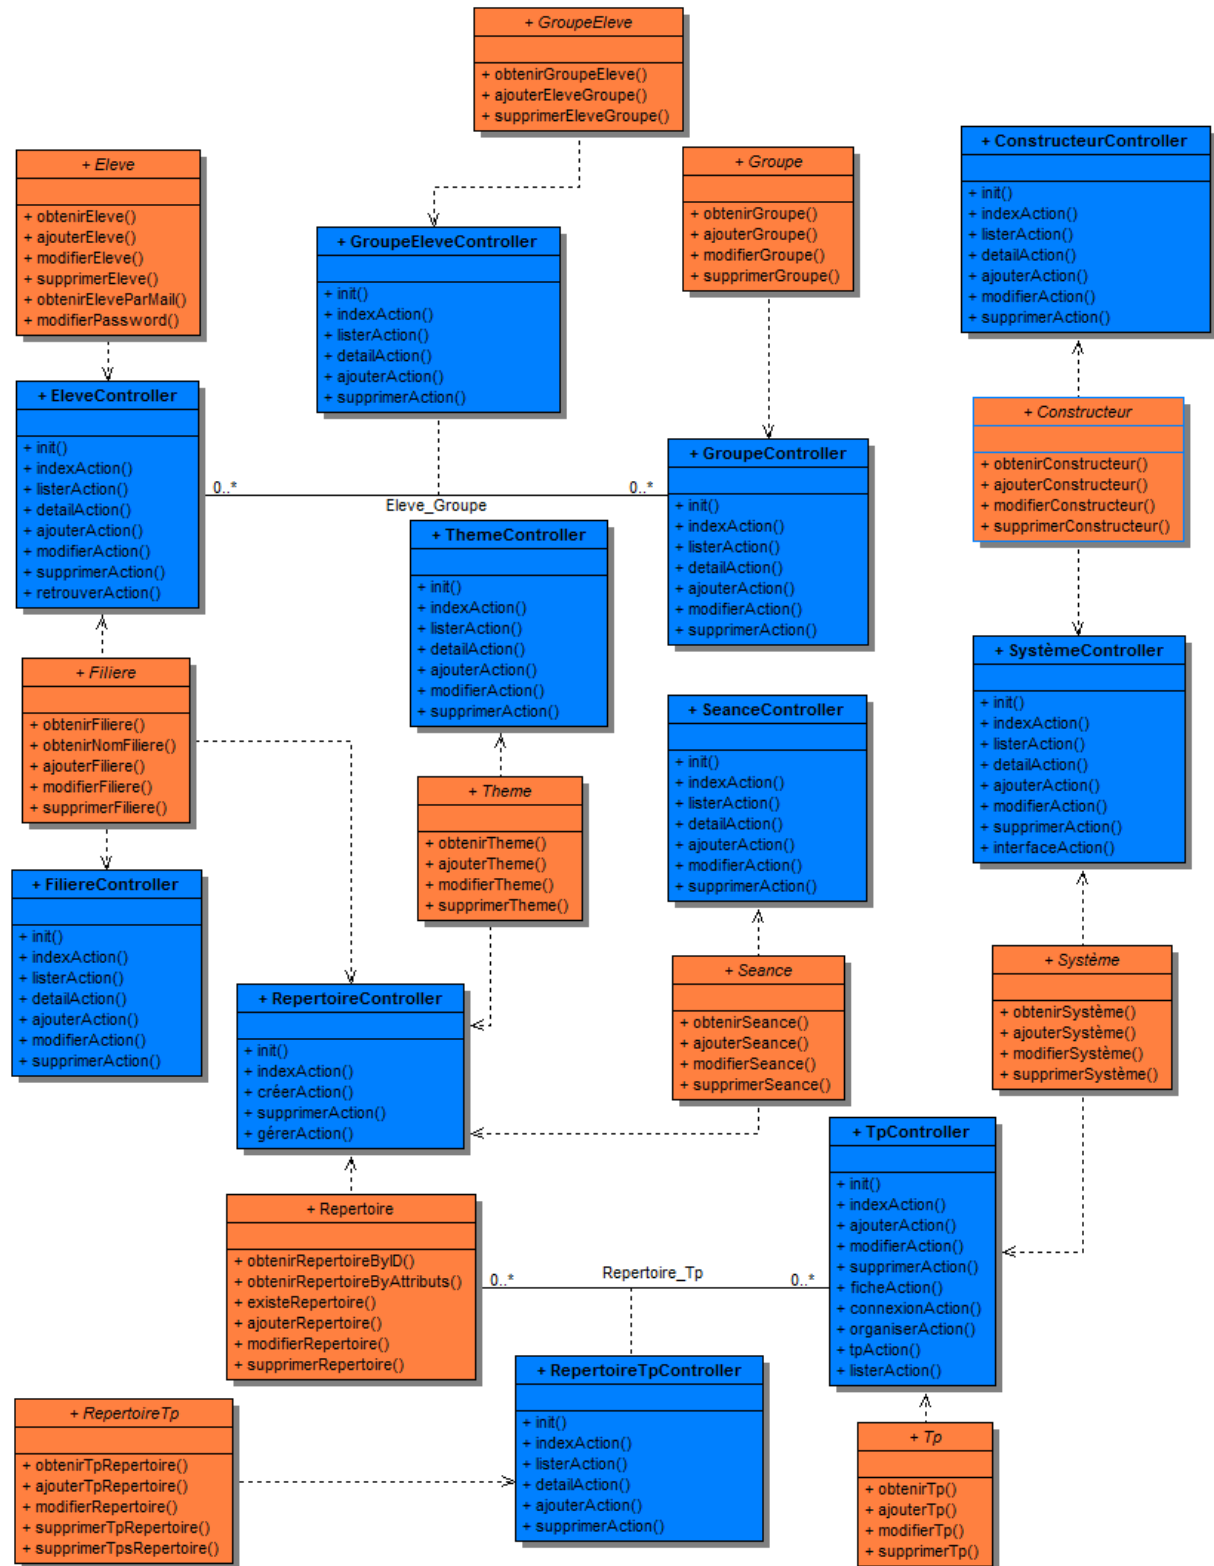 + GroupeEleve
+ obtenirGroupeEleve()
+ ajouterEleveGroupe()
+ supprimerEleveGroupe()
+ Eleve
+ obtenirEleve()
+ ajouterEleve()
+ modifierEleve()
+ supprimerEleve()
+ obtenirEleveParMail()
+ modifierPassword()
+ GroupeEleveController
+ init()
+ indexAction()
+ listerAction()
+ detailAction()
+ ajouterAction()
+ supprimerAction()
+ Groupe
+ obtenirGroupe()
+ ajouterGroupe()
+ modifierGroupe()
+ supprimerGroupe()
+ ConstructeurController
+ init()
+ indexAction()
+ listerAction()
+ detailAction()
+ ajouterAction()
+ modifierAction()
+ supprimerAction()
+ EleveController
+ init()
+ indexAction()
+ listerAction()
+ detailAction()
+ ajouterAction()
+ modifierAction()
+ supprimerAction()
+ retrouverAction()
0..*
Eleve_Groupe
0..*
+ GroupeController
+ init()
+ indexAction()
+ listerAction()
+ detailAction()
+ ajouterAction()
+ modifierAction()
+ supprimerAction()
+ Constructeur
+ obtenirConstructeur()
+ ajouterConstructeur()
+ modifierConstructeur()
+ supprimerConstructeur()
+ ThemeController
+ init()
+ indexAction()
+ listerAction()
+ detailAction()
+ ajouterAction()
+ modifierAction()
+ supprimerAction()
+ Filiere
+ obtenirFiliere()
+ obtenirNomFiliere()
+ ajouterFiliere()
+ modifierFiliere()
+ supprimerFiliere()
+ SeanceController
+ init()
+ indexAction()
+ listerAction()
+ detailAction()
+ ajouterAction()
+ modifierAction()
+ supprimerAction()
+ SystèmeController
+ init()
+ indexAction()
+ listerAction()
+ detailAction()
+ ajouterAction()
+ modifierAction()
+ supprimerAction()
+ interfaceAction()
+ Theme
+ obtenirTheme()
+ ajouterTheme()
+ modifierTheme()
+ supprimerTheme()
+ FiliereController
+ init()
+ indexAction()
+ listerAction()
+ detailAction()
+ ajouterAction()
+ modifierAction()
+ supprimerAction()
+ RepertoireController
+ init()
+ indexAction()
+ créerAction()
+ supprimerAction()
+ gérerAction()
+ Seance
+ obtenirSeance()
+ ajouterSeance()
+ modifierSeance()
+ supprimerSeance()
+ Système
+ obtenirSystème()
+ ajouterSystème()
+ modifierSystème()
+ supprimerSystème()
+ TpController
+ init()
+ indexAction()
+ ajouterAction()
+ modifierAction()
+ supprimerAction()
+ ficheAction()
+ connexionAction()
+ organiserAction()
+ tpAction()
+ listerAction()
+ Repertoire
+ obtenirRepertoireByID()
+ obtenirRepertoireByAttributs()
+ existeRepertoire()
+ ajouterRepertoire()
+ modifierRepertoire()
+ supprimerRepertoire()
0..*
Repertoire_Tp
0..*
+ RepertoireTpController
+ init()
+ indexAction()
+ listerAction()
+ detailAction()
+ ajouterAction()
+ supprimerAction()
+ RepertoireTp
+ obtenirTpRepertoire()
+ ajouterTpRepertoire()
+ modifierRepertoire()
+ supprimerTpRepertoire()
+ supprimerTpsRepertoire()
+ Tp
+ obtenirTp()
+ ajouterTp()
+ modifierTp()
+ supprimerTp()